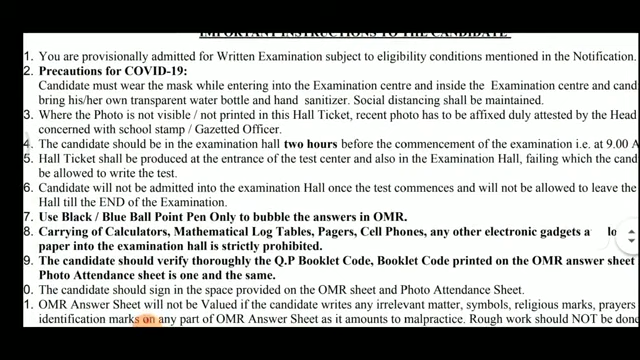 IMPORTANT INSTRUCTIONS TO THE CANDIDATE
1. You are provisionally admitted for Written Examination subject to eligibility conditions mentioned in the Notification.
2. Precautions for COVID-19:
Candidate must wear the mask while entering into the Examination centre and inside the Examination centre and cand
bring his/her own transparent water bottle and hand sanitizer. Social distancing shall be maintained.
3. Where the Photo is not visible / not printed in this Hall Ticket, recent photo has to be affixed duly attested by the Head
concerned with school stamp / Gazetted Officer.
4. The candidate should be in the examination hall two hours before the commencement of the examination i.e. at 9.00 A
5. Hall Ticket shall be produced at the entrance of the test center and also in the Examination Hall, failing which the cand
be allowed to write the test.
6. Candidate will not be admitted into the examination Hall once the test commences and will not be allowed to leave the
Hall till the END of the Examination.
7. Use Black / Blue Ball Point Pen Only to bubble the answers in OMR.
8. Carrying of Calculators, Mathematical Log Tables, Pagers, Cell Phones, any other electronic gadgets a lo
paper into the examination hall is strictly prohibited.
9. The candidate should verify thoroughly the Q.P Booklet Code, Booklet Code printed on the OMR answer sheet
Photo Attendance sheet is one and the same.
0. The candidate should sign in the space provided on the OMR sheet and Photo Attendance Sheet.
1. OMR Answer Sheet will not be Valued if the candidate writes any irrelevant matter, symbols, religious marks, prayers
identification marks on any part of OMR Answer Sheet as it amounts to malpractice. Rough work should NOT be done